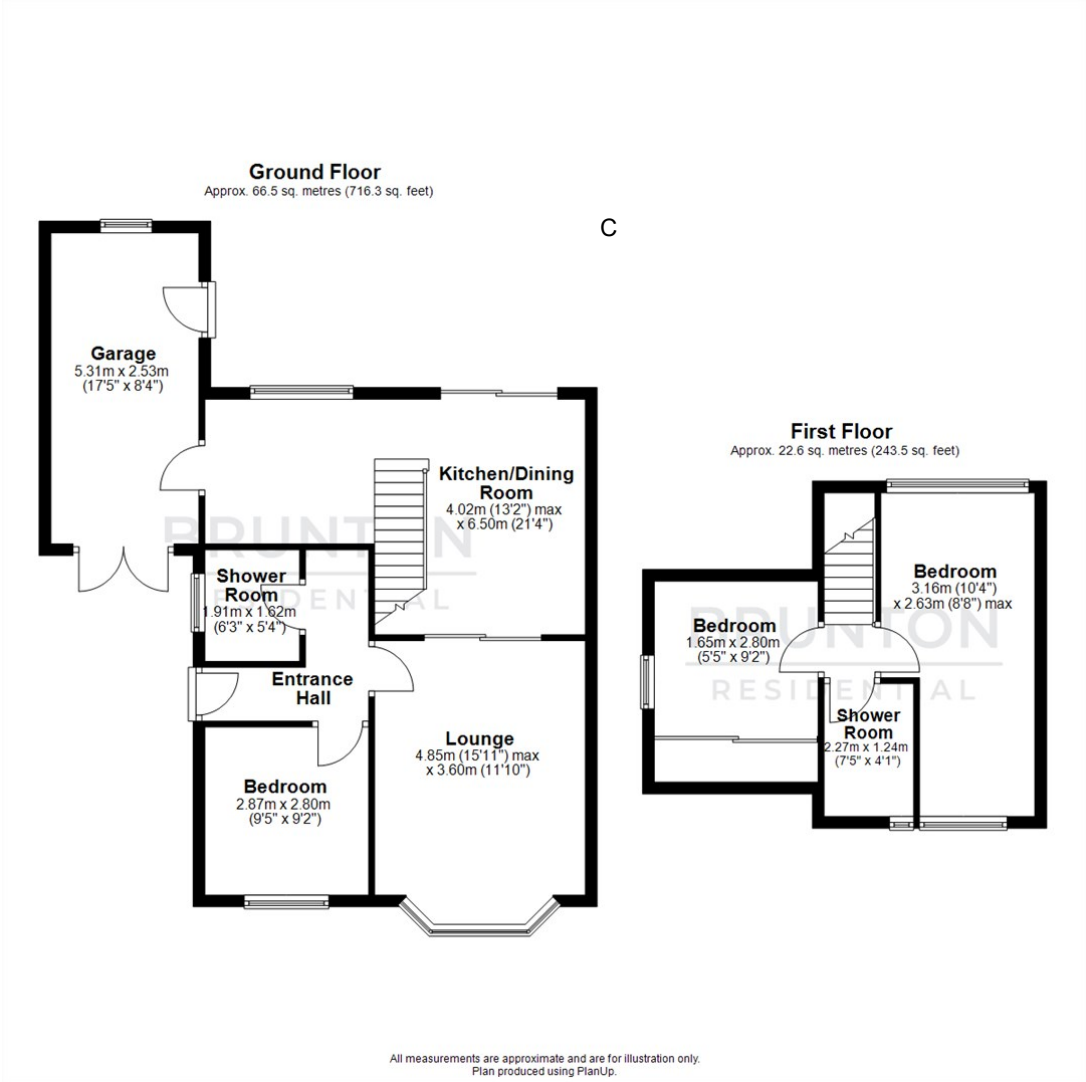 Ground Floor
Approx. 66.5 sq. metres (716.3 sq. feet)
C
Garage
5.31m x 2.53m
(17'5" x 8'4")
Kitchen/Dining
Room
4.02m (13'2") max
x 6.50m (21'4")
BRUNTON
RESIDENTIAL
Shower
Room
1.91m x 1.62m
(6'3" x 5'4")
Entrance
Hall
Lounge
4.85m (15'11") max
x 3.60m (11'10")
Bedroom
2.87m x 2.80m
(9'5" x 9'2")
First Floor
Approx. 22.6 sq. metres (243.5 sq. feet)
Bedroom
3.16m (10'4")
x 2.63m (8'8") max
Bedroom
1.65m x 2.80m
(5'5" x 9'2")
BRUNTON
RESIDENTIAL
Shower
Room
2.27m x 1.24m
(7'5" x 4'1")
All measurements are approximate and are for illustration only.
Plan produced using PlanUp.